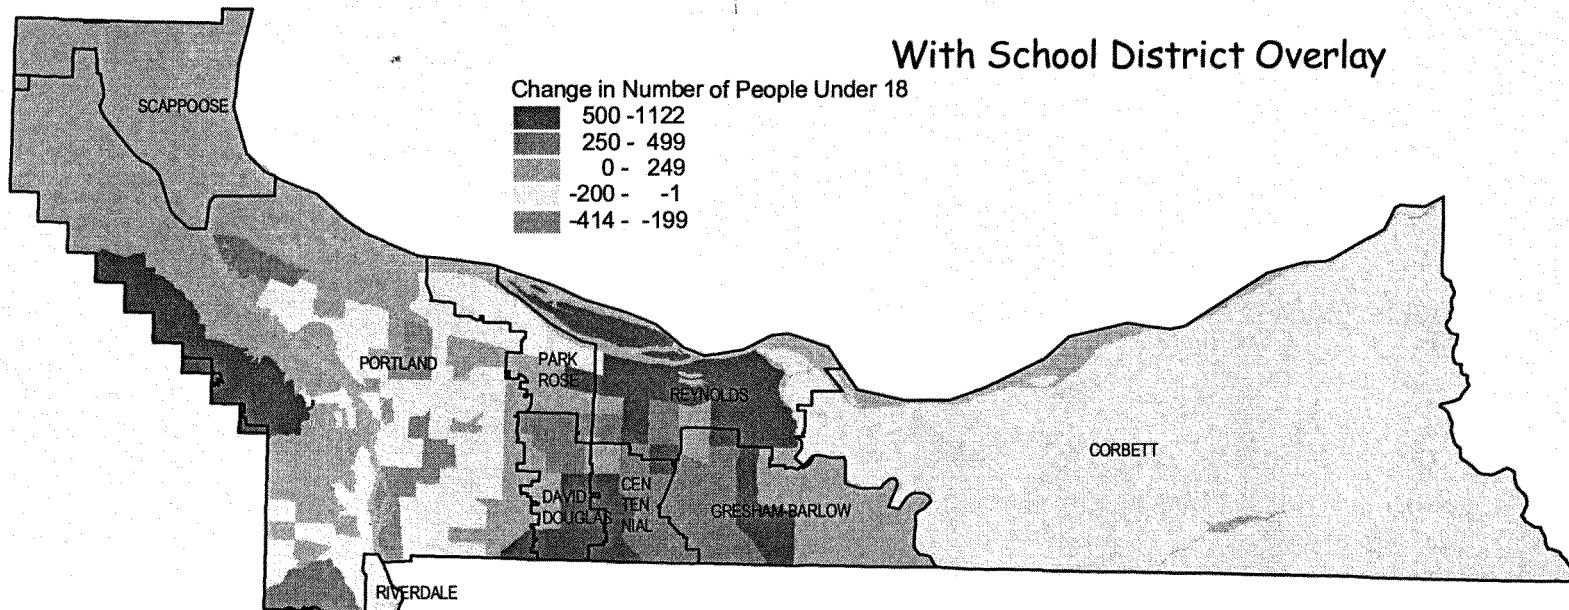 With School District Overlay
Change in Number of People Under 18
500 -1122
250 - 499
0 - 249
-200 - -1
-414 - -199
SCAPPOOSE
PORTLAND
PARK
ROSE
REYNOLDS
CORBETT
DAVID
DOUGLAS
CEN
TEN
NIAL
GRESHAM-BARLOW
RIVERDALE